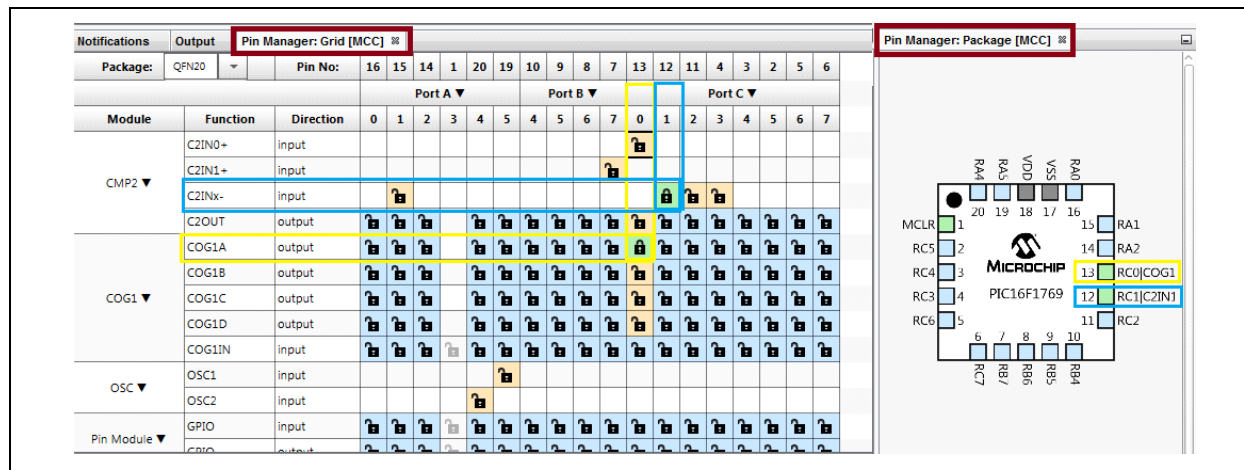 Notifications Output Pin Manager: Grid [MCC] Pin Manager: Package [MCC]
Package: QFN20 Pin No: 16 15 14 1 20 19 10 9 8 7 13 12 11 4 3 2 5 6
Port A ▼ Port B ▼ Port C ▼
Module Function Direction 0 1 2 3 4 5 4 5 6 7 0 1 2 3 4 5 6 7
CMP2 ▼
C2IN0+ input
C2IN1+ input
C2INx- input
C2OUT output
COG1 ▼
COG1A output
COG1B output
COG1C output
COG1D output
COG1IN input
OSC ▼
OSC1 input
OSC2 input
Pin Module ▼
GPIO input
GPIO output
RA4 RA5 VDD VSS RA0
20 19 18 17 16
MCLR 1 15 RA1
RC5 2 14 RA2
RC4 3 MICROCHIP 13 RC0|COG1
RC3 4 PIC16F1769 12 RC1|C2IN1
RC6 5 11 RC2
6 7 8 9 10
RC7 RB7 RB6 RB5 RB4